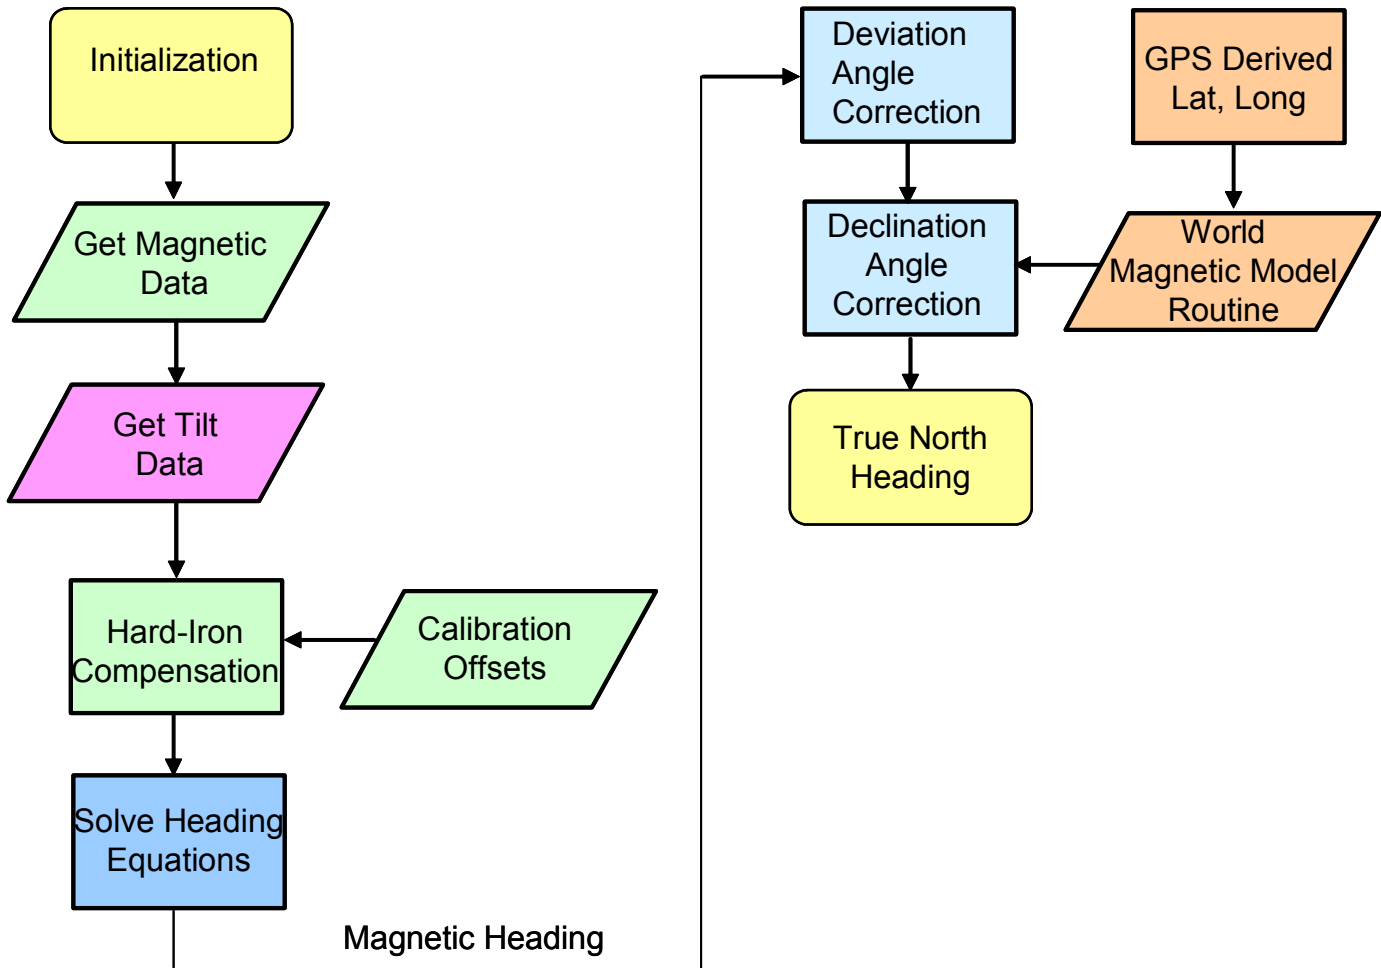 Initialization
Get Magnetic
Data
Get Tilt
Data
Hard-Iron
Compensation
Calibration
Offsets
Solve Heading
Equations
Magnetic Heading
Deviation
Angle
Correction
GPS Derived
Lat, Long
Declination
Angle
Correction
World
Magnetic Model
Routine
True North
Heading